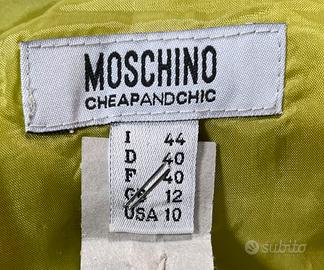 MOSCHINO
CHEAPANDCHIC
I 44
D 40
F 40
GB 12
USA 10
subito